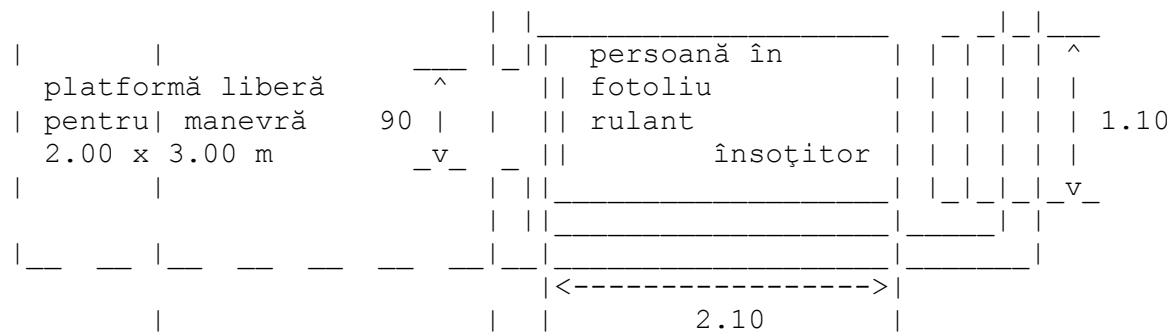 persoană în
platformă liberă fotoliu
pentru manevră 90 rulant 1.10
2.00 x 3.00 m însoţitor
2.10